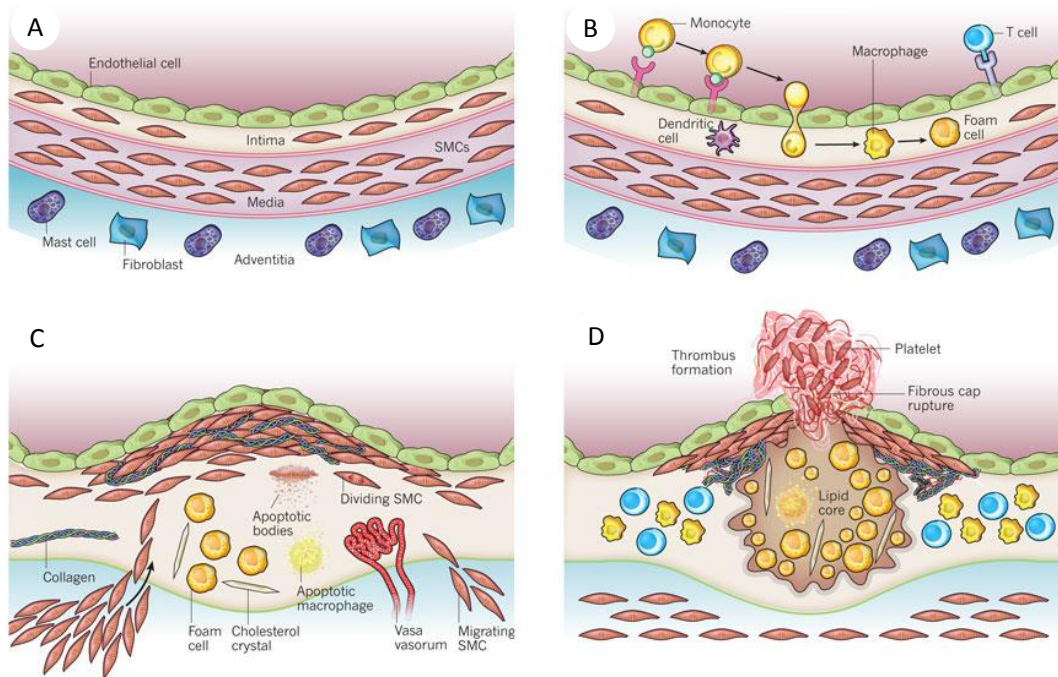 A
Endothelial cell
Intima
SMCs
Media
Mast cell
Fibroblast
Adventitia
B
Monocyte
T cell
Macrophage
Dendritic
cell
Foam
cell
C
Dividing SMC
Apoptotic
bodies
Collagen
Apoptotic
macrophage
Foam
cell
Cholesterol
crystal
Vasa
vasorum
Migrating
SMC
D
Thrombus
formation
Platelet
Fibrous cap
rupture
Lipid
core